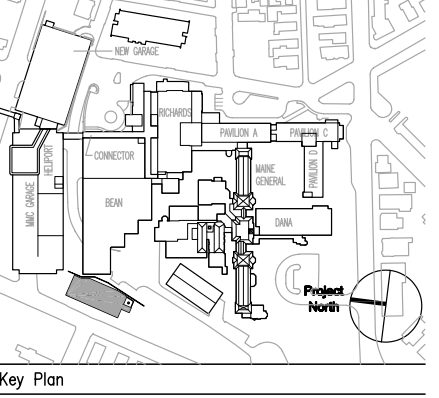 NEW GARAGE
RICHARDS
PAVILION A
PAVILION C
CONNECTOR
HELIPORT
MAINE
GENERAL
PAVILION D
MMC GARAGE
BEAN
DANA
Project
North
Key Plan